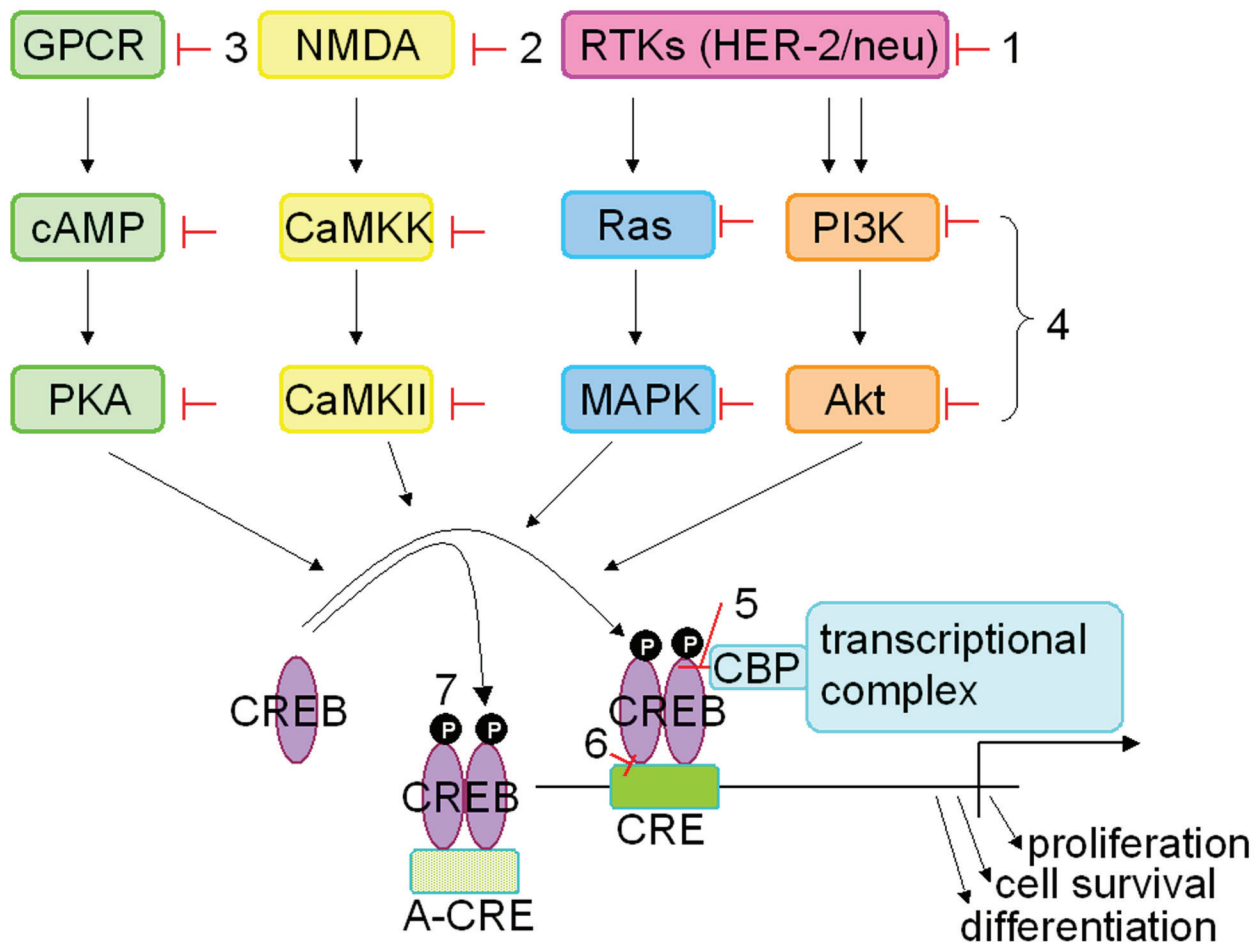 GPCR 3 NMDA 2 RTKs (HER-2/neu) 1
cAMP CaMKK Ras PI3K
4
PKA CaMKII MAPK Akt
5
P P
CBP
transcriptional
complex
CREB
CREB
7
P P
6
CREB
CRE
A-CRE
proliferation
cell survival
differentiation